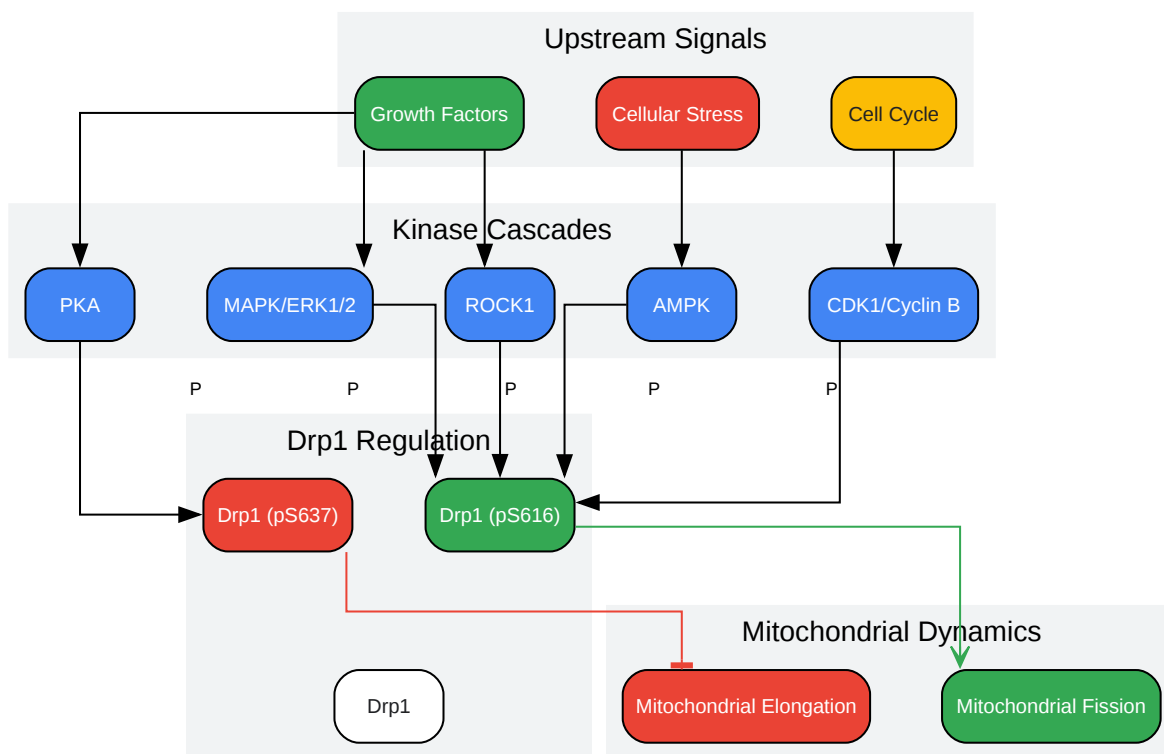 Upstream Signals
Growth Factors
Cellular Stress
Cell Cycle
Kinase Cascades
PKA
MAPK/ERK1/2
ROCK1
AMPK
CDK1/Cyclin B
P
P
P
P
P
Drp1 Regulation
Drp1 (pS637)
Drp1 (pS616)
Mitochondrial Dynamics
Drp1
Mitochondrial Elongation
Mitochondrial Fission